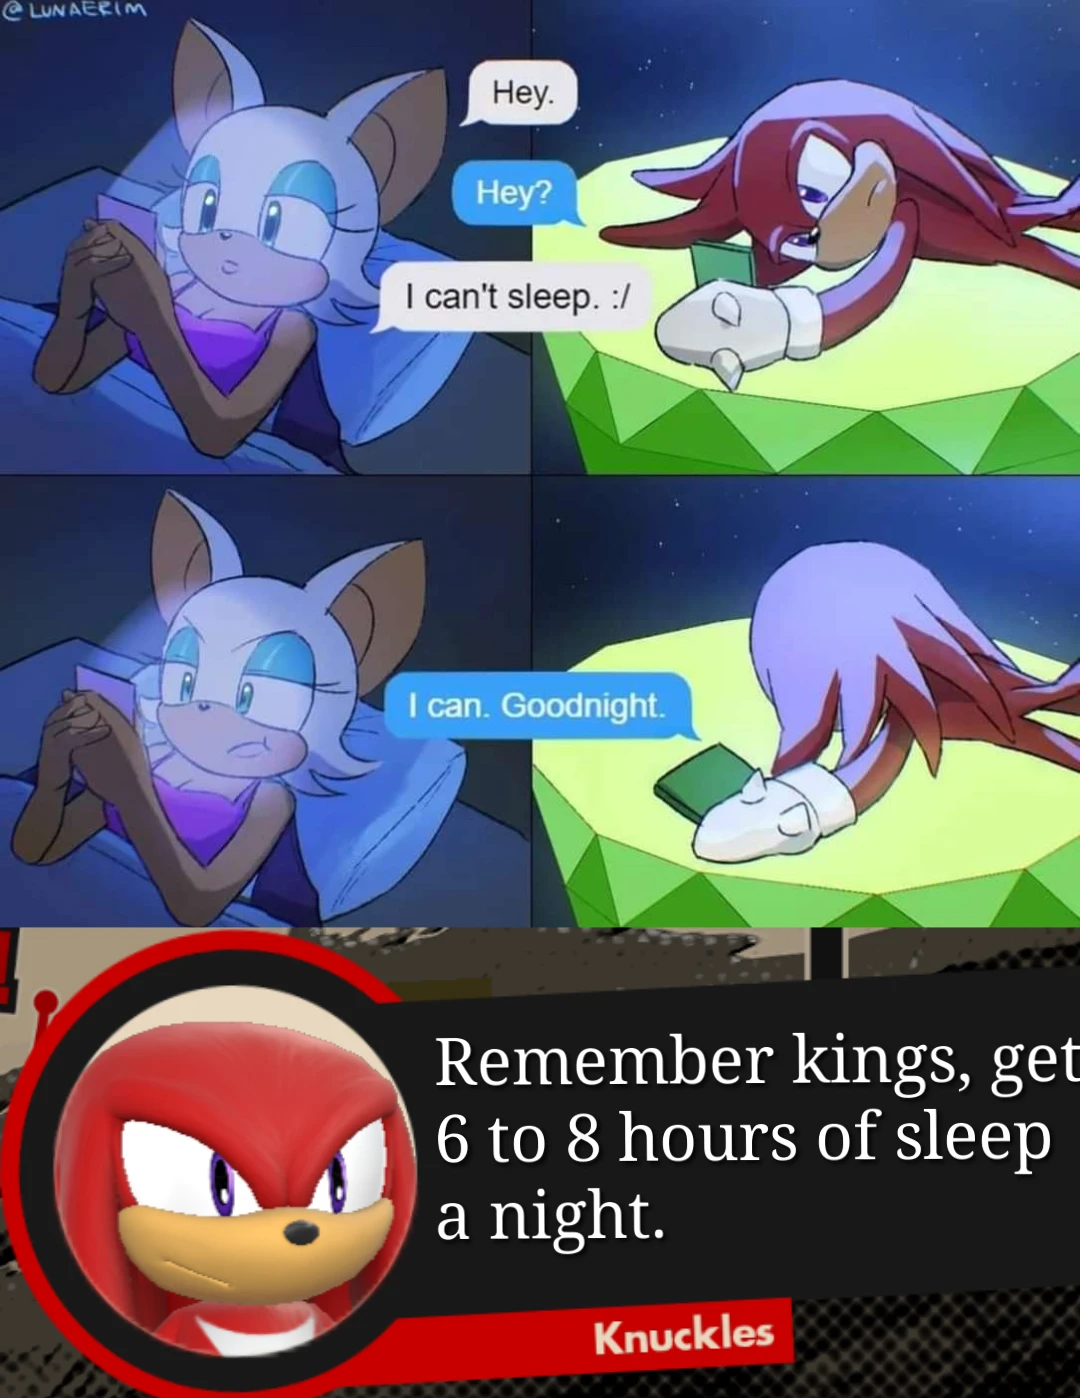 @LUNAERIM
Hey.
Hey?
I can't sleep. :/
I can. Goodnight.
Remember kings, get
6 to 8 hours of sleep
a night.
Knuckles